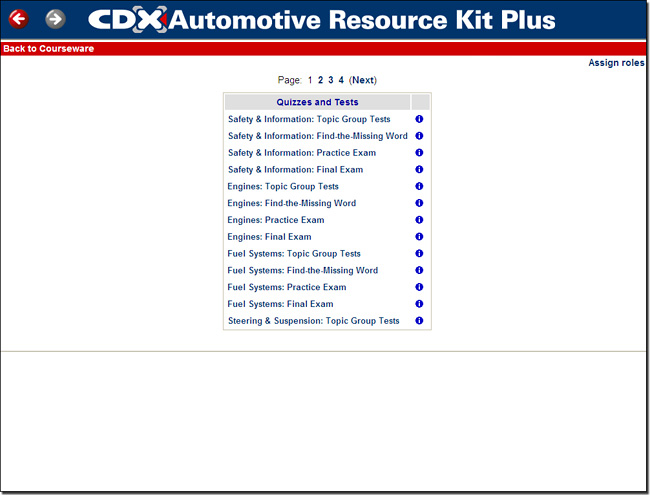 CDX Automotive Resource Kit Plus
Back to Courseware
Assign roles
Page: 1 2 3 4 (Next)
Quizzes and Tests
Safety & Information: Topic Group Tests
Safety & Information: Find-the-Missing Word
Safety & Information: Practice Exam
Safety & Information: Final Exam
Engines: Topic Group Tests
Engines: Find-the-Missing Word
Engines: Practice Exam
Engines: Final Exam
Fuel Systems: Topic Group Tests
Fuel Systems: Find-the-Missing Word
Fuel Systems: Practice Exam
Fuel Systems: Final Exam
Steering & Suspension: Topic Group Tests